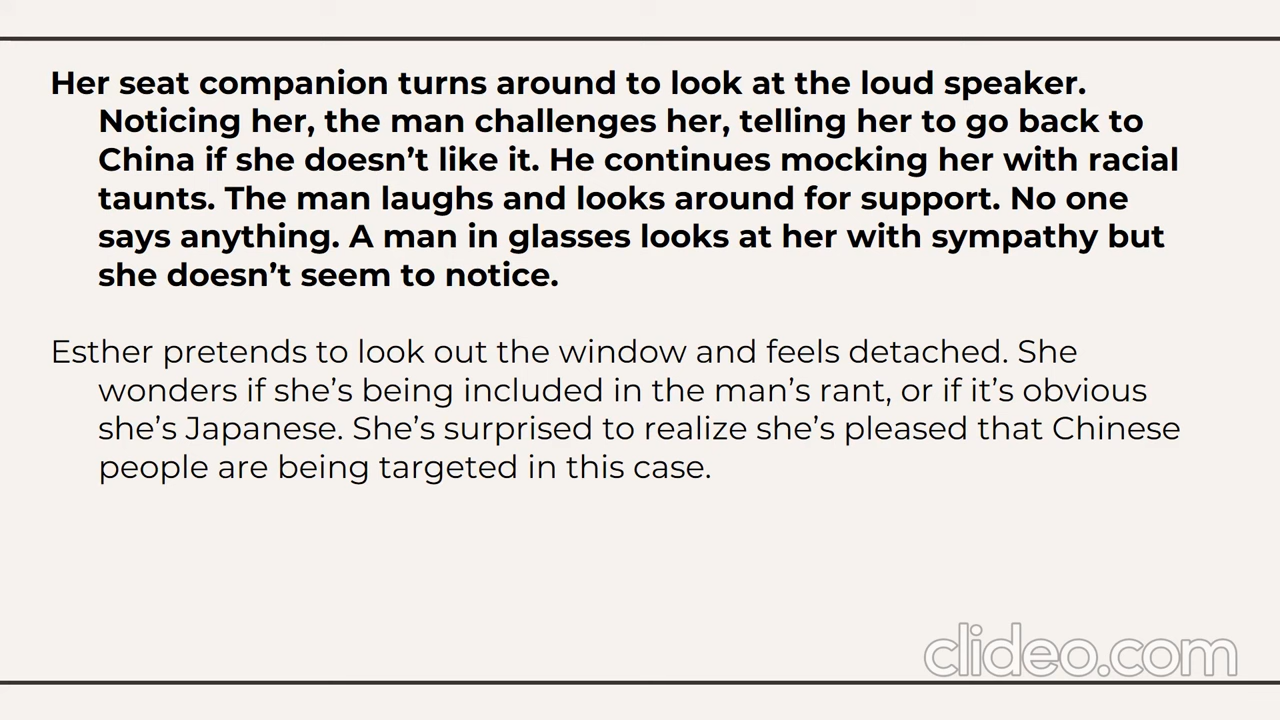 Her seat companion turns around to look at the loud speaker.
Noticing her, the man challenges her, telling her to go back to
China if she doesn’t like it. He continues mocking her with racial
taunts. The man laughs and looks around for support. No one
says anything. A man in glasses looks at her with sympathy but
she doesn’t seem to notice.
Esther pretends to look out the window and feels detached. She
wonders if she’s being included in the man’s rant, or if it’s obvious
she’s Japanese. She’s surprised to realize she’s pleased that Chinese
people are being targeted in this case.
clideo.com